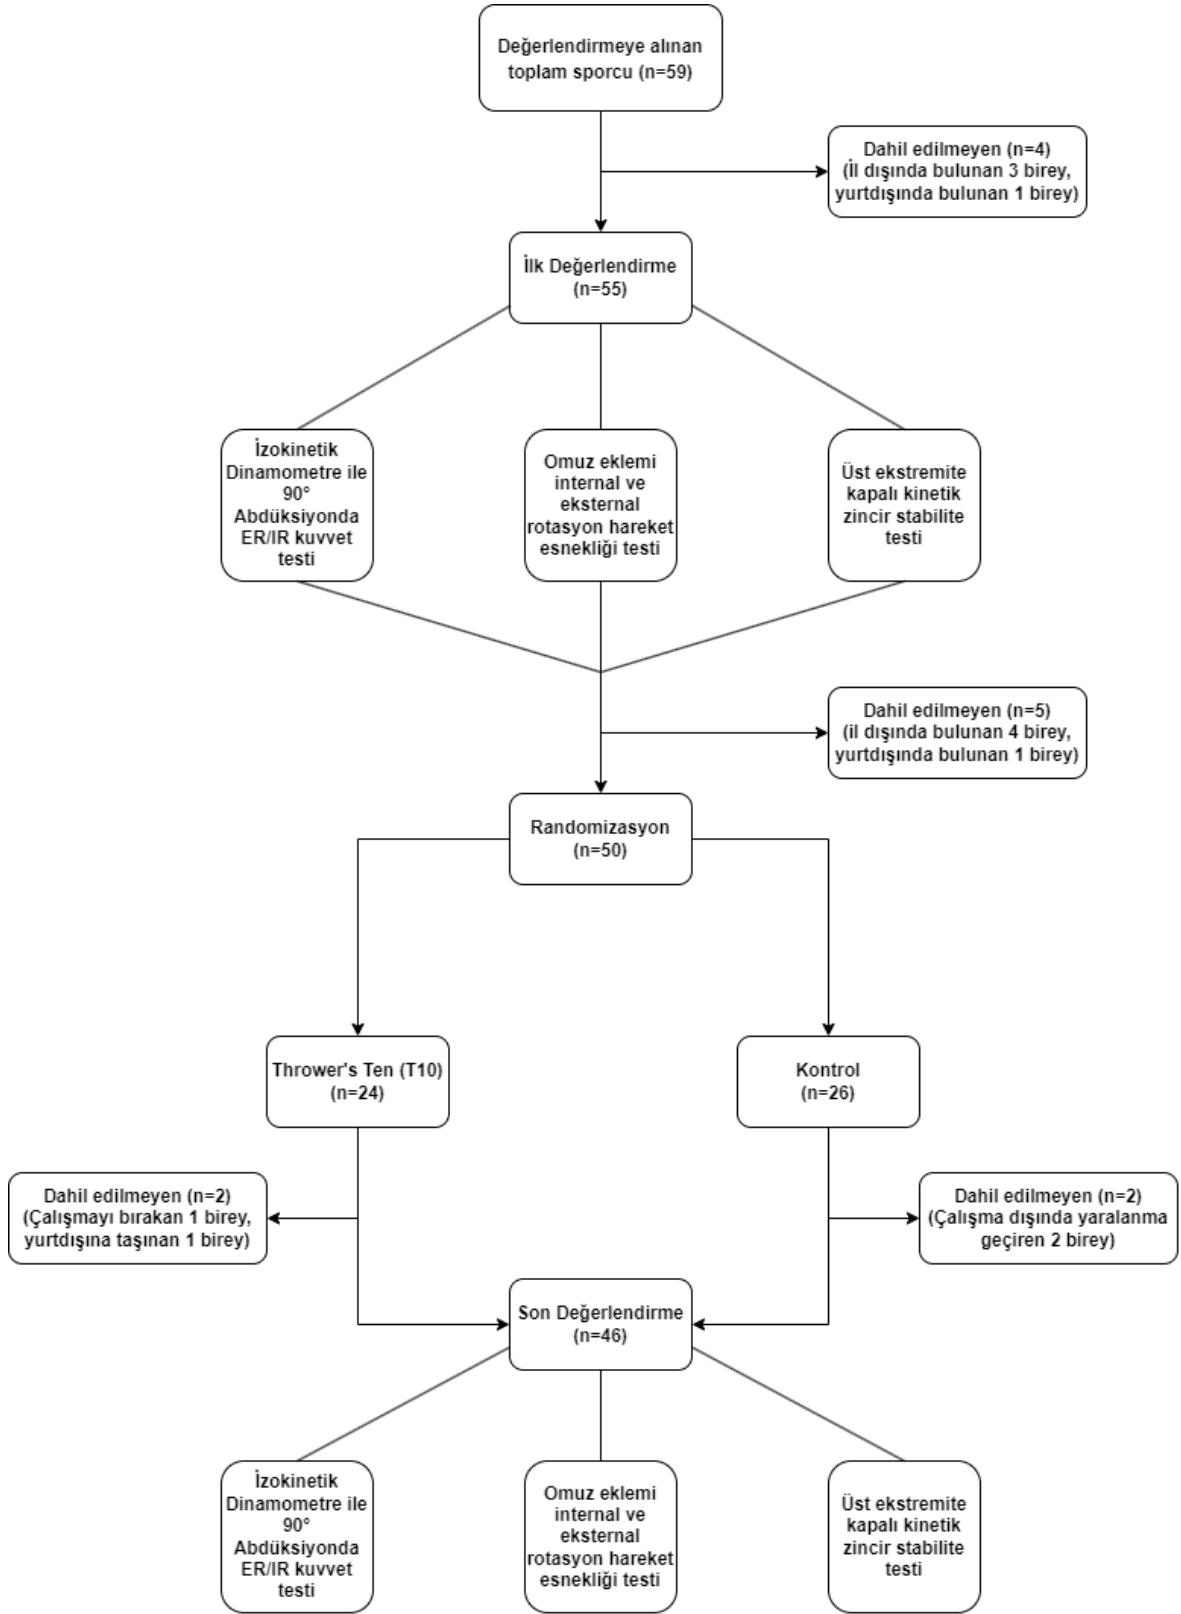 Değerlendirmeye alınan
toplam sporcu (n=59)
Dahil edilmeyen (n=4)
(İl dışında bulunan 3 birey,
yurtdışında bulunan 1 birey)
İlk Değerlendirme
(n=55)
İzokinetik
Dinamometre ile
90°
Abdüksiyonda
ER/IR kuvvet
testi
Omuz eklemi
internal ve
eksternal
rotasyon hareket
esnekliği testi
Üst ekstremite
kapalı kinetik
zincir stabilite
testi
Dahil edilmeyen (n=5)
(il dışında bulunan 4 birey,
yurtdışında bulunan 1 birey)
Randomizasyon
(n=50)
Thrower's Ten (T10)
(n=24)
Kontrol
(n=26)
Dahil edilmeyen (n=2)
(Çalışmayı bırakan 1 birey,
yurtdışına taşınan 1 birey)
Dahil edilmeyen (n=2)
(Çalışma dışında yaralanma
geçiren 2 birey)
Son Değerlendirme
(n=46)
İzokinetik
Dinamometre ile
90°
Abdüksiyonda
ER/IR kuvvet
testi
Omuz eklemi
internal ve
eksternal
rotasyon hareket
esnekliği testi
Üst ekstremite
kapalı kinetik
zincir stabilite
testi